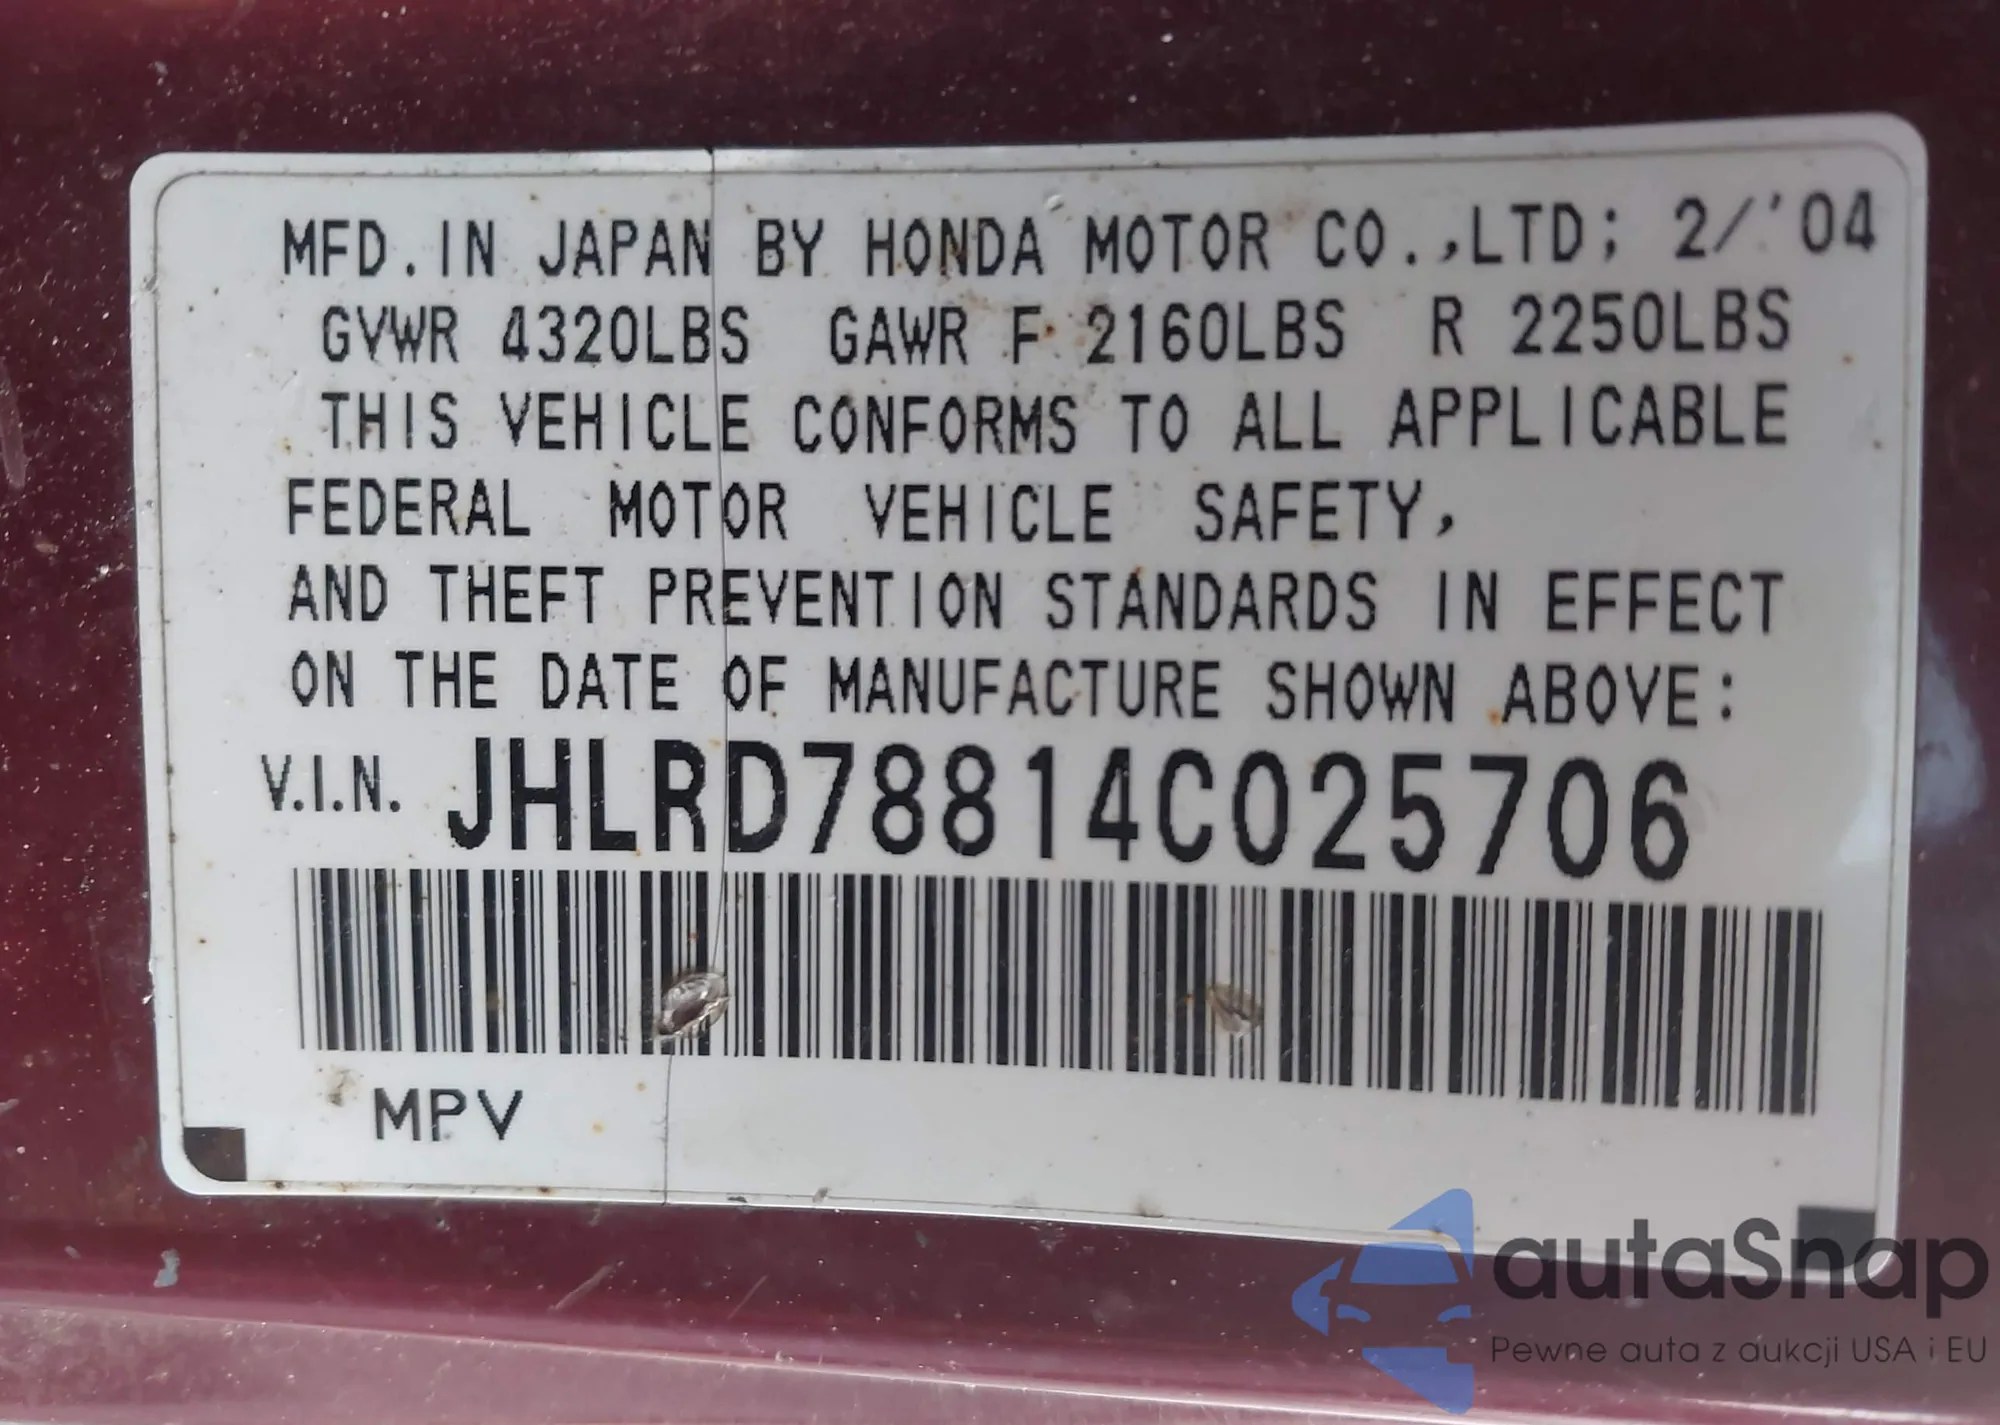 MFD. IN JAPAN BY HONDA MOTOR CO.,LTD; 2/'04
GVWR 4320LBS GAWR F 2160LBS R 2250LBS
THIS VEHICLE CONFORMS TO ALL APPLICABLE
FEDERAL MOTOR VEHICLE SAFETY,
AND THEFT PREVENTION STANDARDS IN EFFECT
ON THE DATE OF MANUFACTURE SHOWN ABOVE:
V.I.N. JHLRD78814C025706
MPV
autaSnap
Pewne auta z aukcji USA i EU